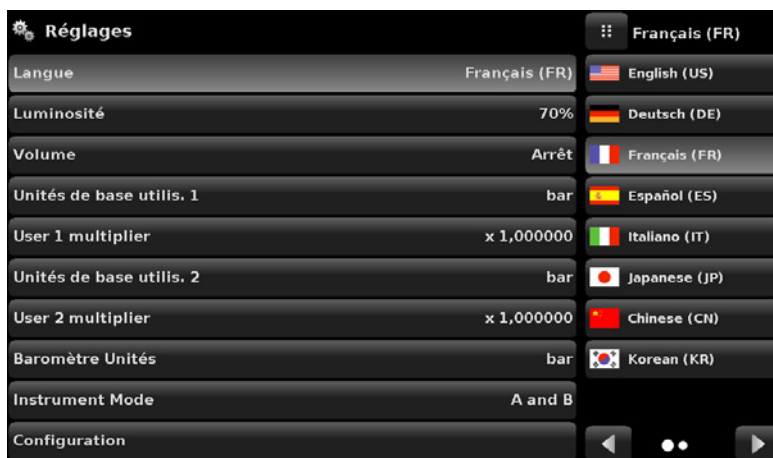 Réglages
Langue Français (FR)
Luminosité 70%
Volume Arrêt
Unités de base utilis. 1 bar
User 1 multiplier x 1,000000
Unités de base utilis. 2 bar
User 2 multiplier x 1,000000
Baromètre Unités bar
Instrument Mode A and B
Configuration
Français (FR)
English (US)
Deutsch (DE)
Français (FR)
Español (ES)
Italiano (IT)
Japanese (JP)
Chinese (CN)
Korean (KR)